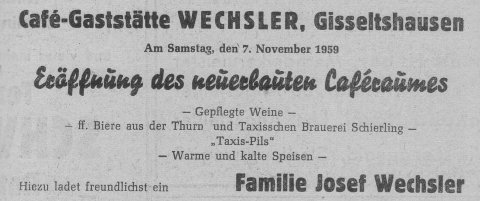 Café-Gaststätte WECHSLER, Gisseltshausen
Am Samstag, den 7. November 1959
Eröffnung des neuerbauten Caféraumes
— Gepflegte Weine —
— ff. Biere aus der Thurn und Taxisschen Brauerei Schierling —
„Taxis-Pils“
— Warme und kalte Speisen —
Hiezu ladet freundlichst ein Familie Josef Wechsler